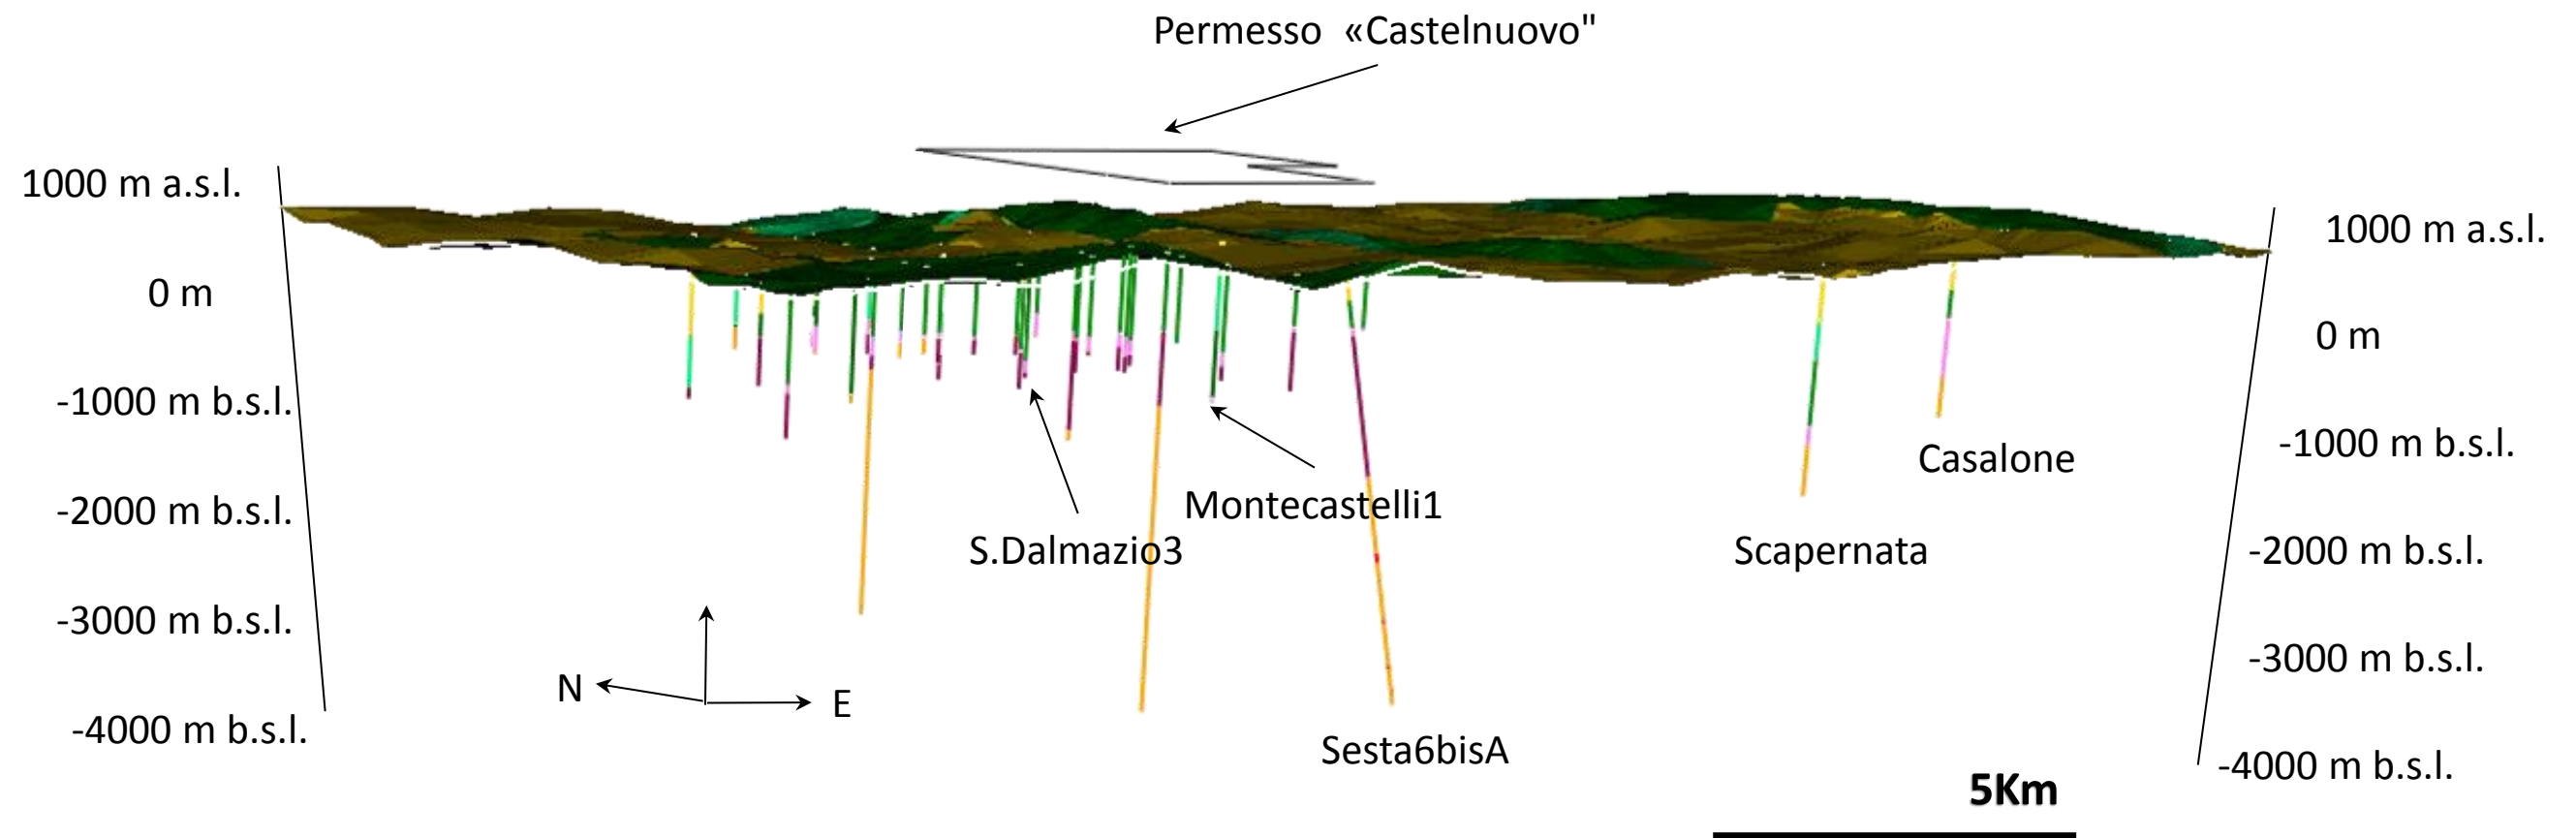 Permesso «Castelnuovo"
1000 m a.s.l.
1000 m a.s.l.
0 m
0 m
-1000 m b.s.l.
-1000 m b.s.l.
Casalone
Montecastelli1
-2000 m b.s.l.
S.Dalmazio3
Scapernata
-2000 m b.s.l.
-3000 m b.s.l.
-3000 m b.s.l.
N
E
-4000 m b.s.l.
Sesta6bisA
-4000 m b.s.l.
5Km